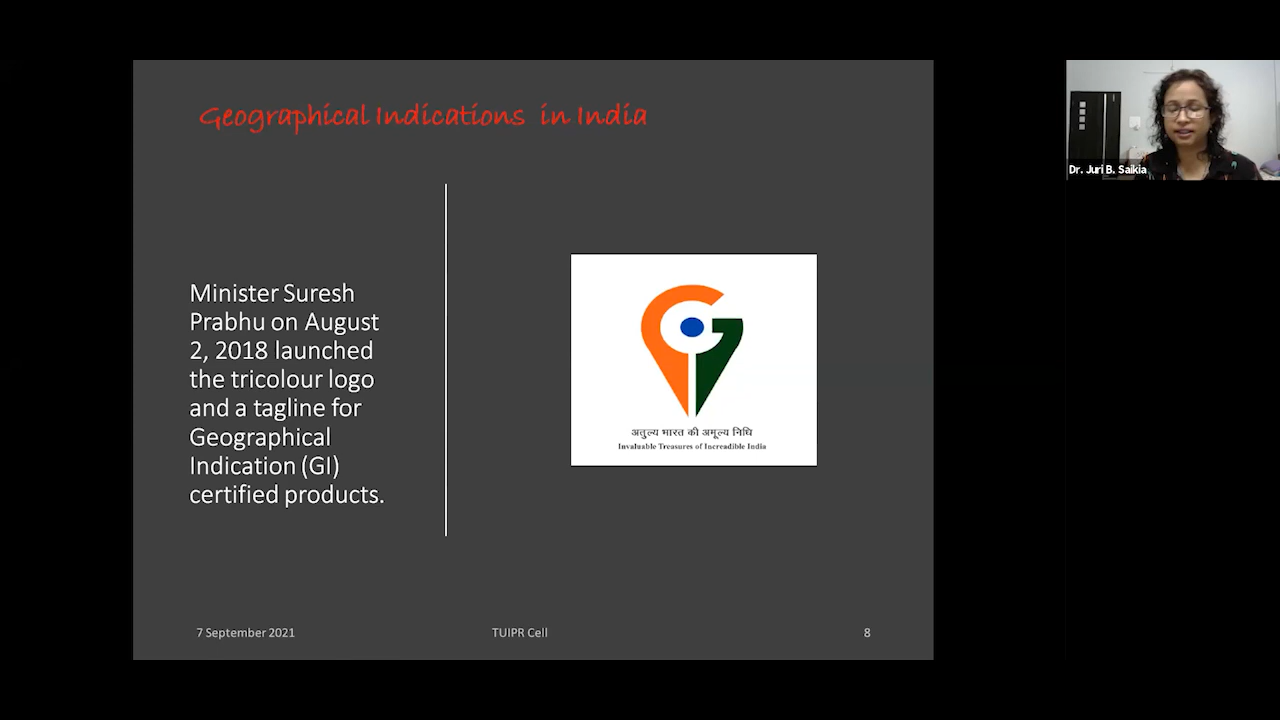 Geographical Indications in India
Minister Suresh
Prabhu on August
2, 2018 launched
the tricolour logo
and a tagline for
Geographical
Indication (GI)
certified products.
अतुल्य भारत की अमूल्य निधि
Invaluable Treasures of Increadible India
7 September 2021
TUIPR Cell
8
Dr. Juri B. Saikia